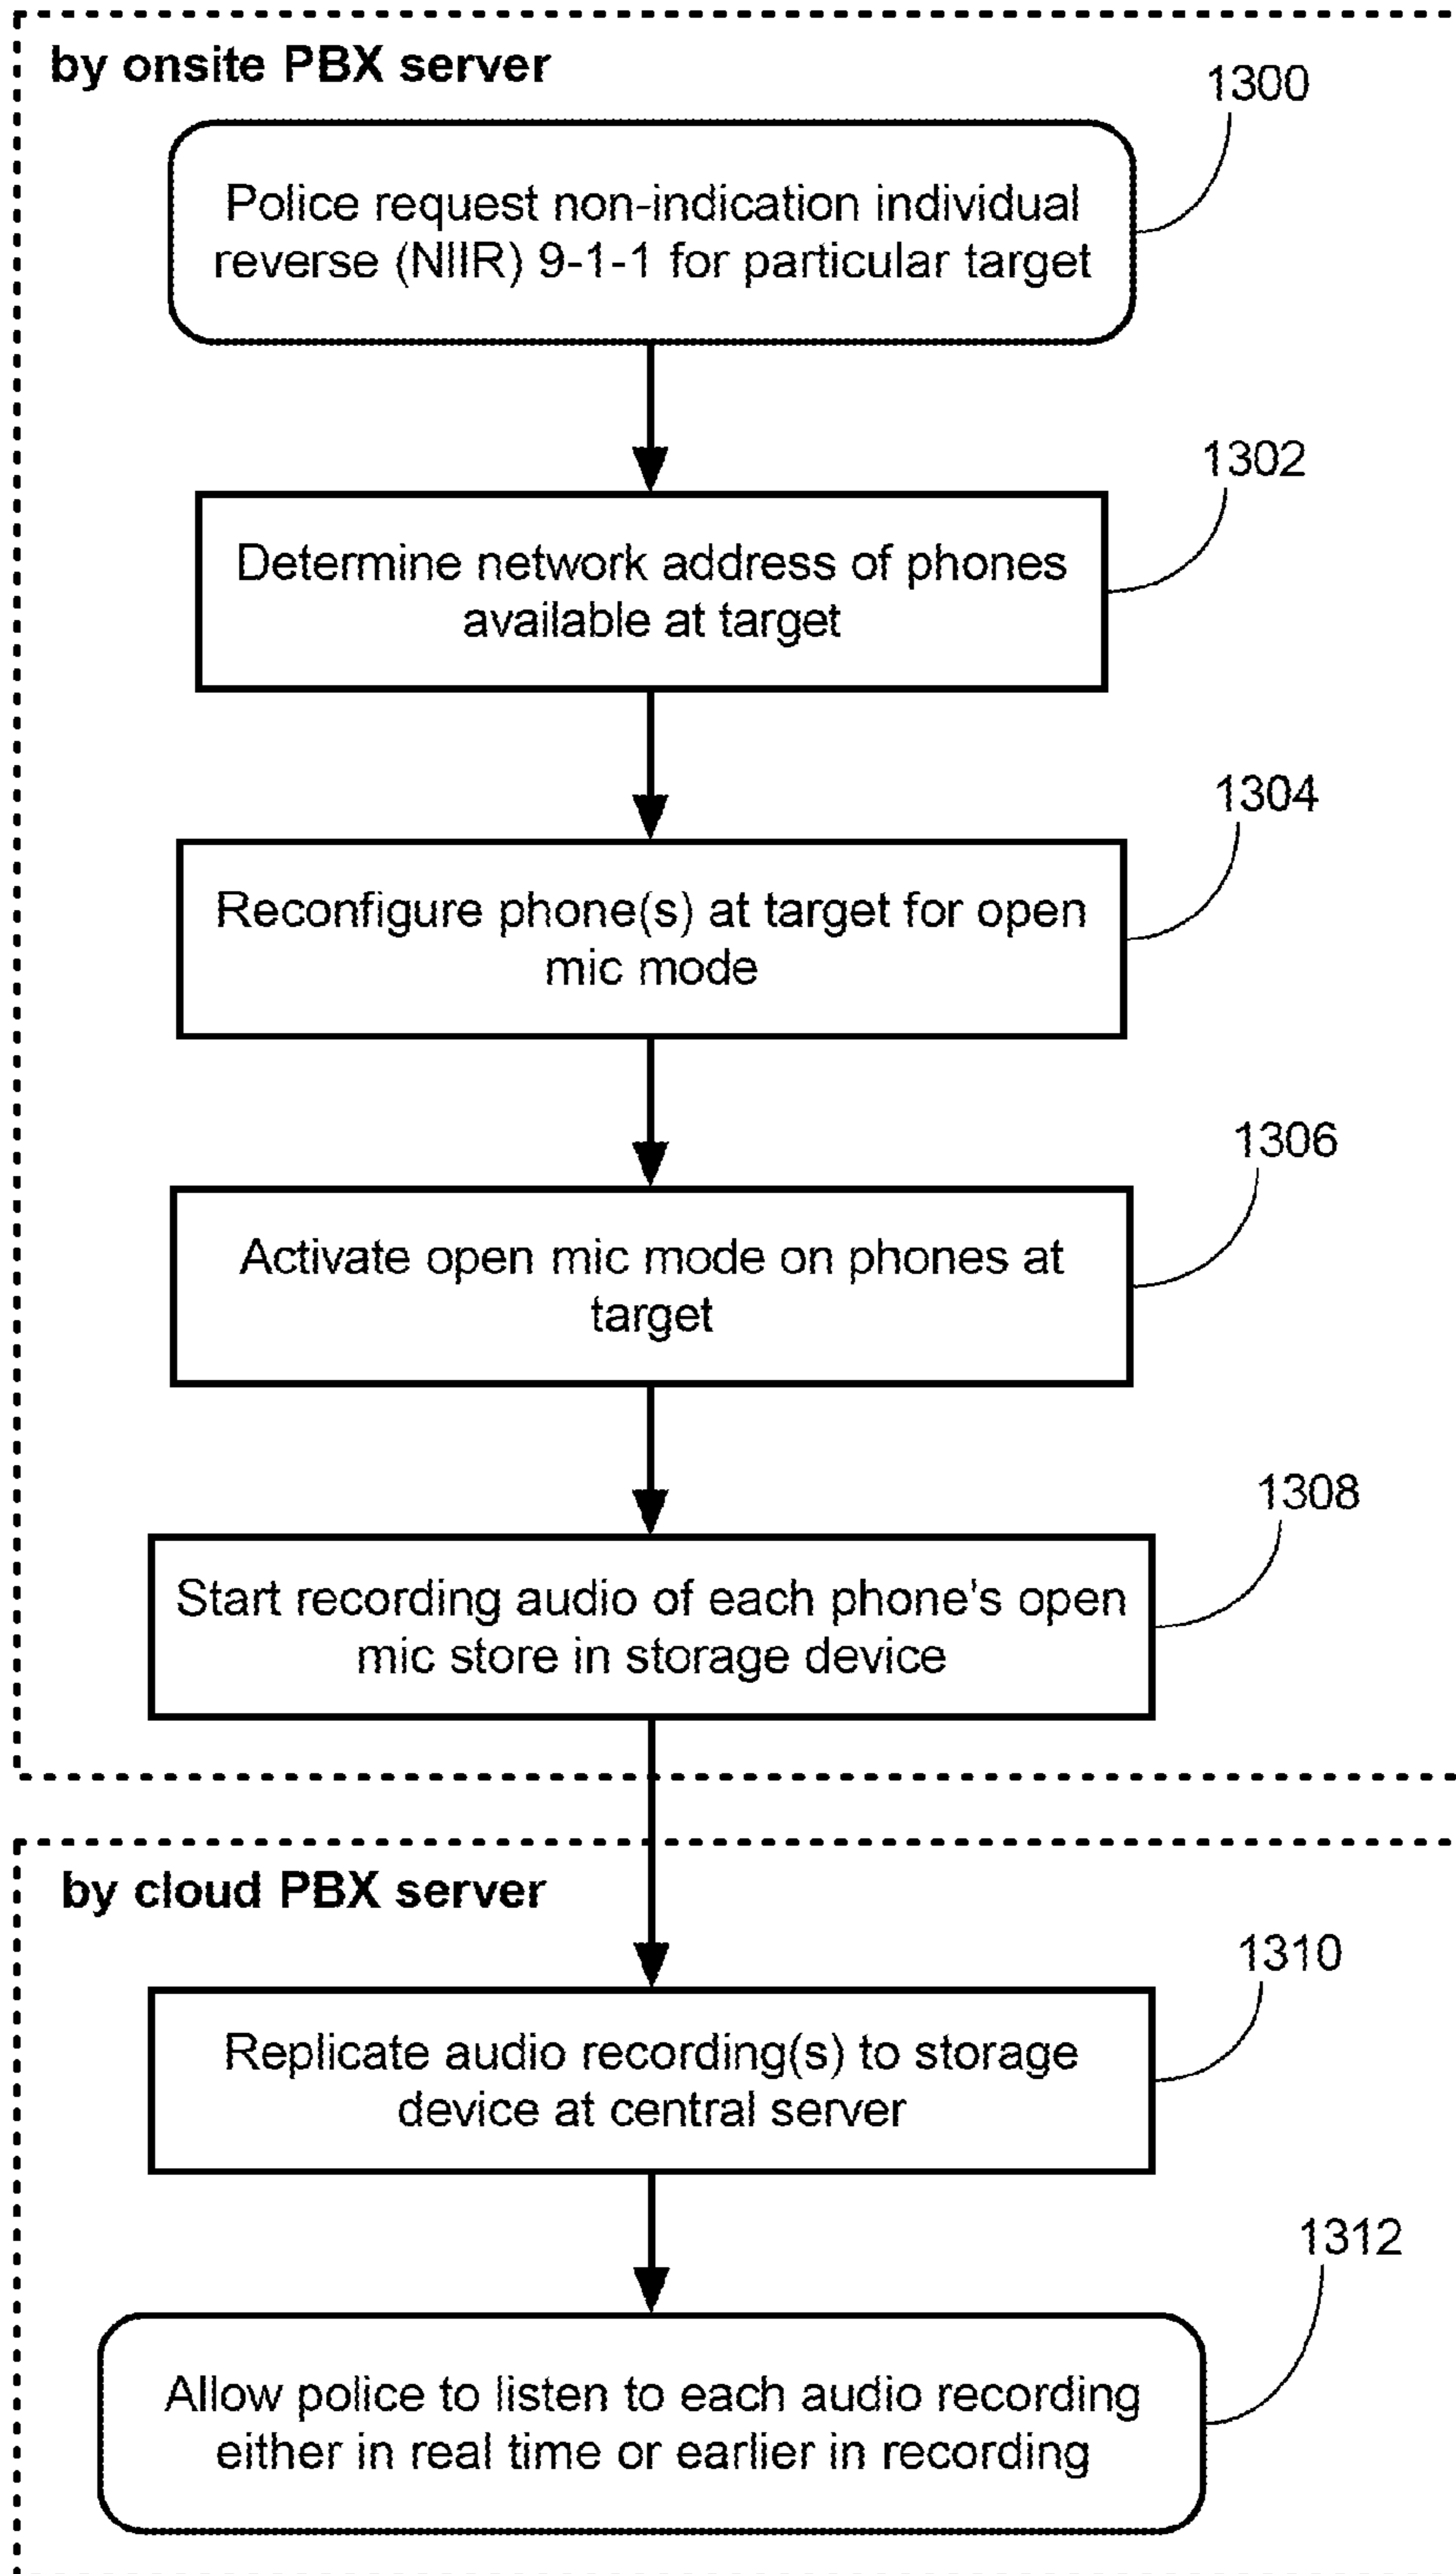 by onsite PBX server
1300
Police request non-indication individual
reverse (NIIR) 9-1-1 for particular target
1302
Determine network address of phones
available at target
1304
Reconfigure phone(s) at target for open
mic mode
1306
Activate open mic mode on phones at
target
1308
Start recording audio of each phone's open
mic store in storage device
by cloud PBX server
1310
Replicate audio recording(s) to storage
device at central server
1312
Allow police to listen to each audio recording
either in real time or earlier in recording